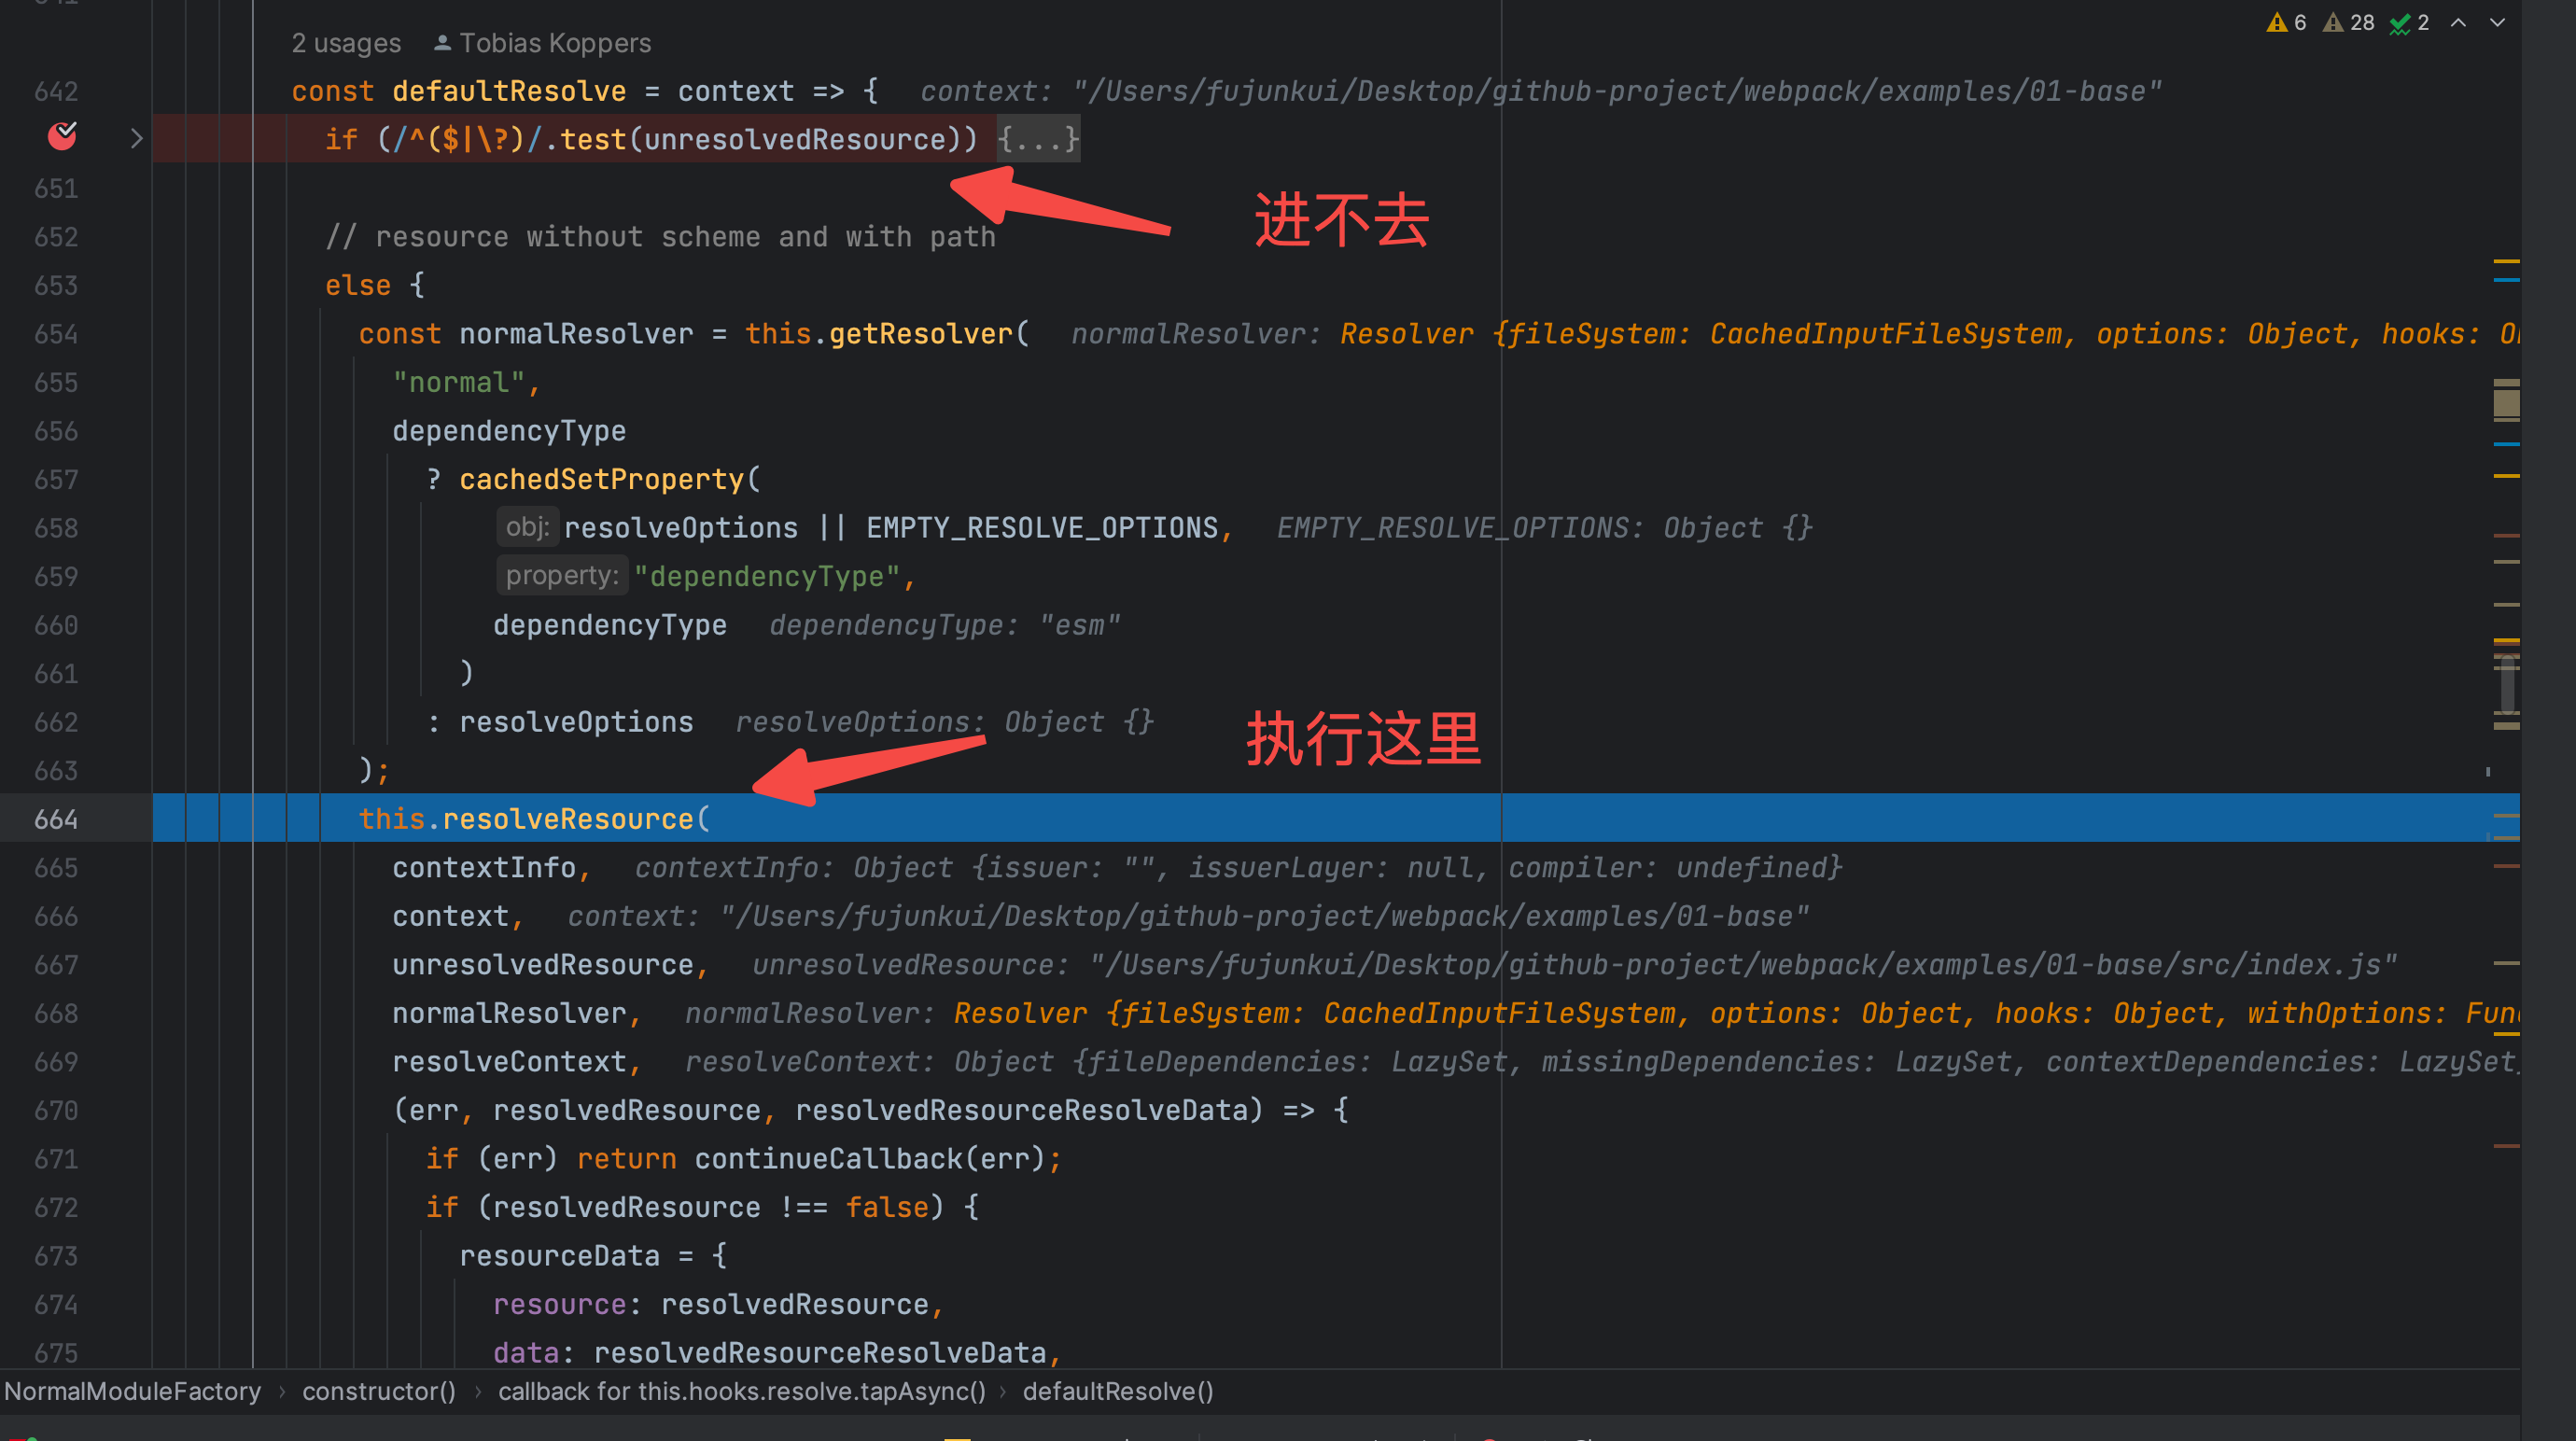 6 28 2
2 usages Tobias Koppers
642 const defaultResolve = context => { context: "/Users/fujunkui/Desktop/github-project/webpack/examples/01-base"
if (/^($|\?)/.test(unresolvedResource)) {...}
651
进不去
652 // resource without scheme and with path
653 else {
654 const normalResolver = this.getResolver( normalResolver: Resolver {fileSystem: CachedInputFileSystem, options: Object, hooks:
655 "normal",
656 dependencyType
657 ? cachedSetProperty(
658 obj: resolveOptions || EMPTY_RESOLVE_OPTIONS, EMPTY_RESOLVE_OPTIONS: Object {}
659 property: "dependencyType",
660 dependencyType dependencyType: "esm"
661 )
662 : resolveOptions resolveOptions: Object {}
执行这里
663 );
664 this.resolveResource(
665 contextInfo, contextInfo: Object {issuer: "", issuerLayer: null, compiler: undefined}
666 context, context: "/Users/fujunkui/Desktop/github-project/webpack/examples/01-base"
667 unresolvedResource, unresolvedResource: "/Users/fujunkui/Desktop/github-project/webpack/examples/01-base/src/index.js"
668 normalResolver, normalResolver: Resolver {fileSystem: CachedInputFileSystem, options: Object, hooks: Object, withOptions:
669 resolveContext, resolveContext: Object {fileDependencies: LazySet, missingDependencies: LazySet, contextDependencies: LazySet
670 (err, resolvedResource, resolvedResourceResolveData) => {
671 if (err) return continueCallback(err);
672 if (resolvedResource !== false) {
673 resourceData = {
674 resource: resolvedResource,
675 data: resolvedResourceResolveData,
NormalModuleFactory › constructor() › callback for this.hooks.resolve.tapAsync() › defaultResolve()